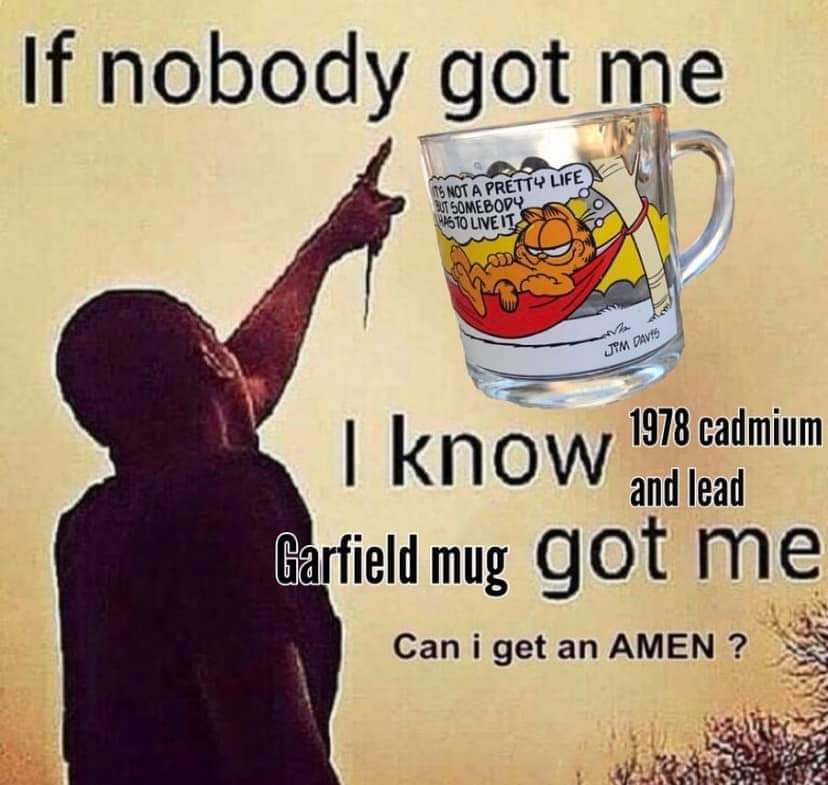 If nobody got me
IT'S NOT A PRETTY LIFE
BUT SOMEBODY
HAS TO LIVE IT
JIM DAVIS
I know 1978 cadmium
and lead
Garfield mug got me
Can i get an AMEN ?